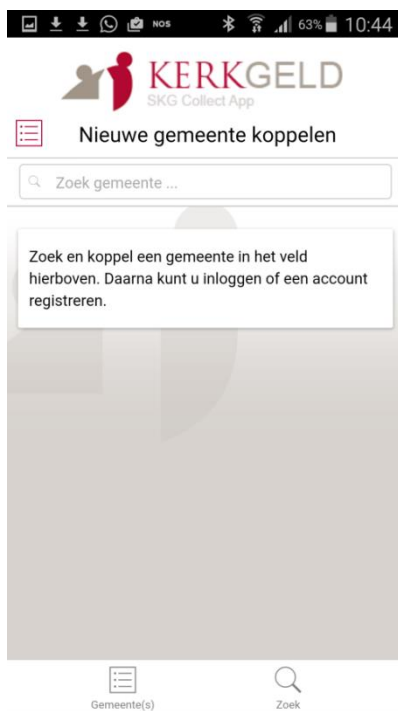 NOS 63% 10:44
KERKGELD
SKG Collect App
Nieuwe gemeente koppelen
Zoek gemeente ...
Zoek en koppel een gemeente in het veld
hierboven. Daarna kunt u inloggen of een account
registreren.
Gemeente(s) Zoek